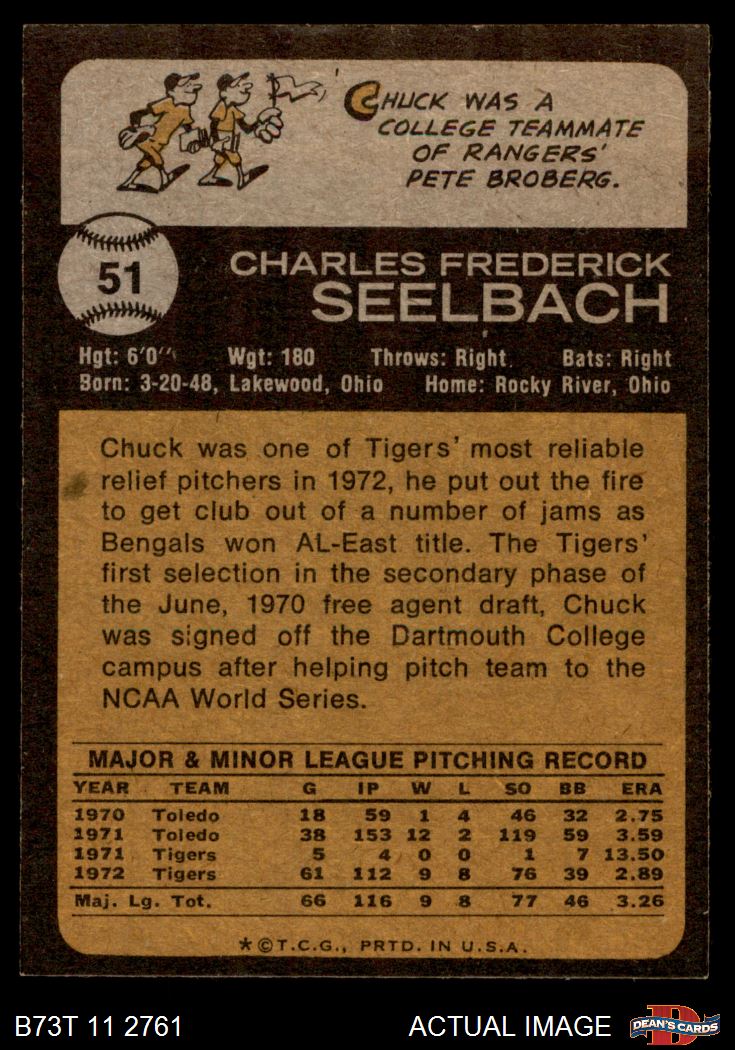 CHUCK WAS A
COLLEGE TEAMMATE
OF RANGERS'
PETE BROBERG.
51
CHARLES FREDERICK
SEELBACH
Hgt: 6'0" Wgt: 180 Throws: Right Bats: Right
Born: 3-20-48, Lakewood, Ohio Home: Rocky River, Ohio
Chuck was one of Tigers' most reliable
relief pitchers in 1972, he put out the fire
to get club out of a number of jams as
Bengals won AL-East title. The Tigers'
first selection in the secondary phase of
the June, 1970 free agent draft, Chuck
was signed off the Dartmouth College
campus after helping pitch team to the
NCAA World Series.
MAJOR & MINOR LEAGUE PITCHING RECORD
YEAR TEAM G IP W L SO BB ERA
1970 Toledo 18 59 1 4 46 32 2.75
1971 Toledo 38 153 12 2 119 59 3.59
1971 Tigers 5 4 0 0 1 7 13.50
1972 Tigers 61 112 9 8 76 39 2.89
Maj. Lg. Tot. 66 116 9 8 77 46 3.26
*©T.C.G., PRTD. IN U.S.A.
B73T 11 2761 ACTUAL IMAGE DEAN'S CARDS